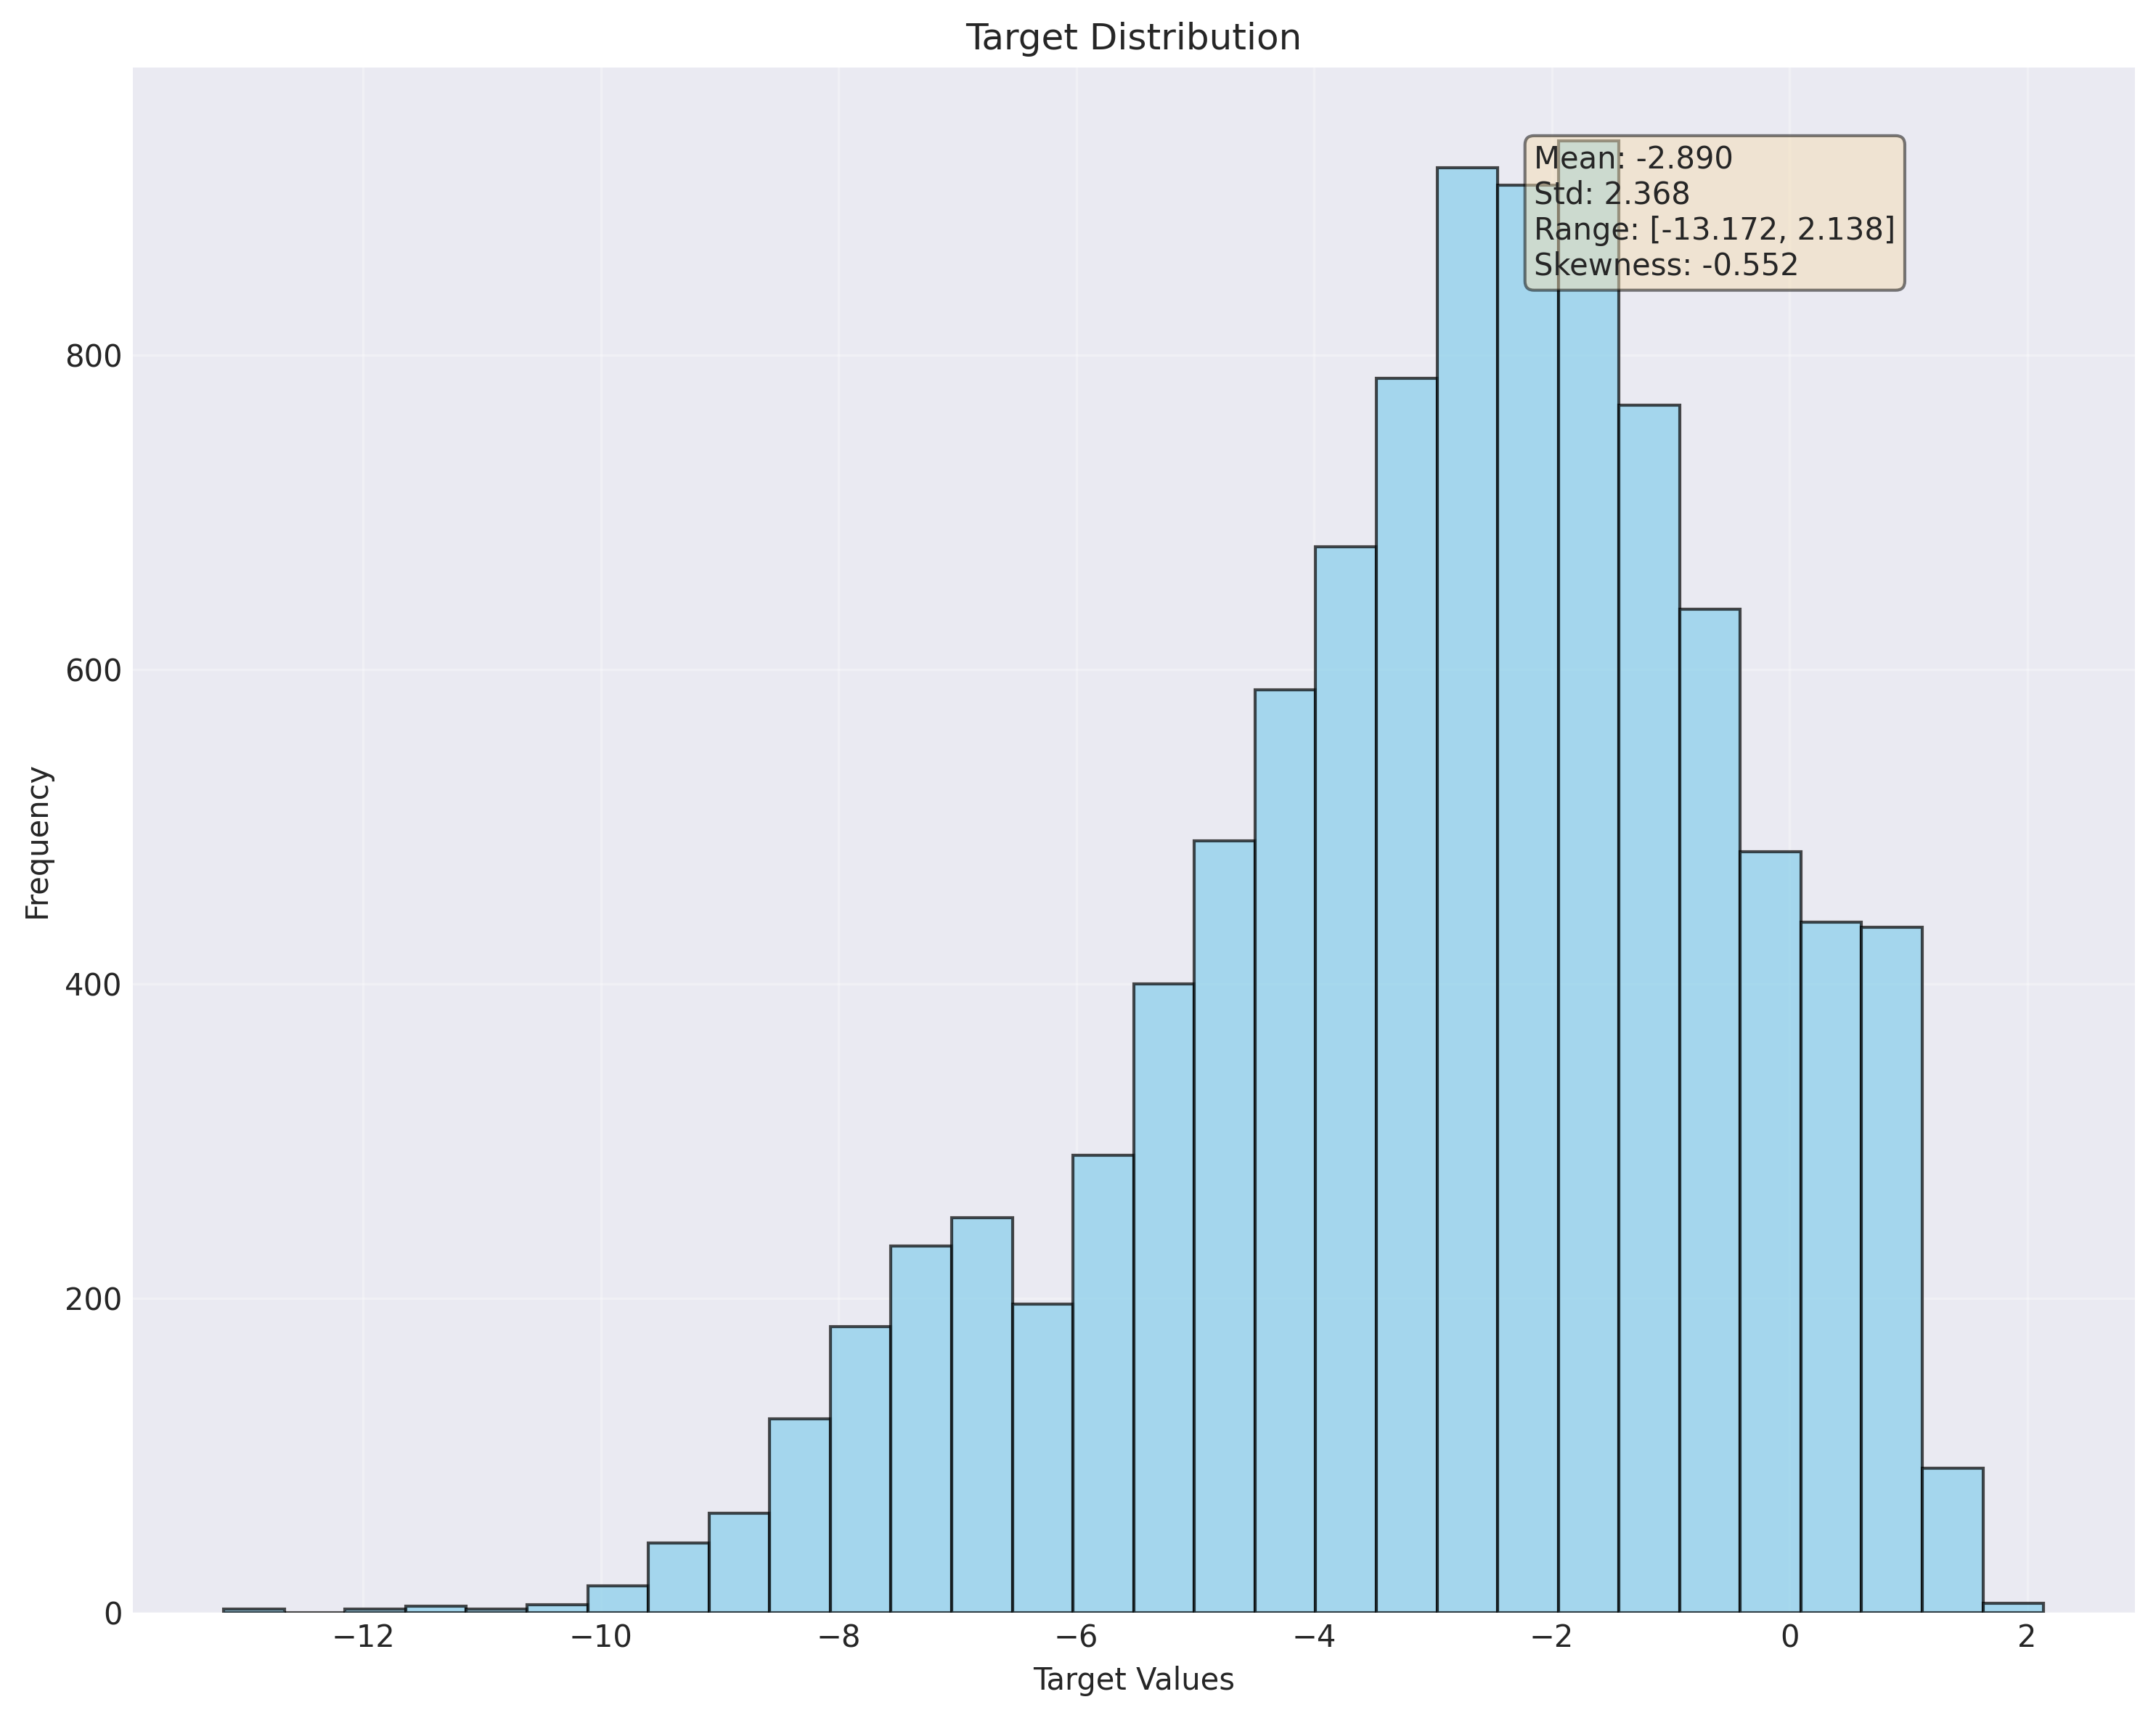 Target Distribution
Mean: -2.890
Std: 2.368
Range: [-13.172, 2.138]
Skewness: -0.552
800
600
400
200
0
Frequency
−12 −10 −8 −6 −4 −2 0 2
Target Values